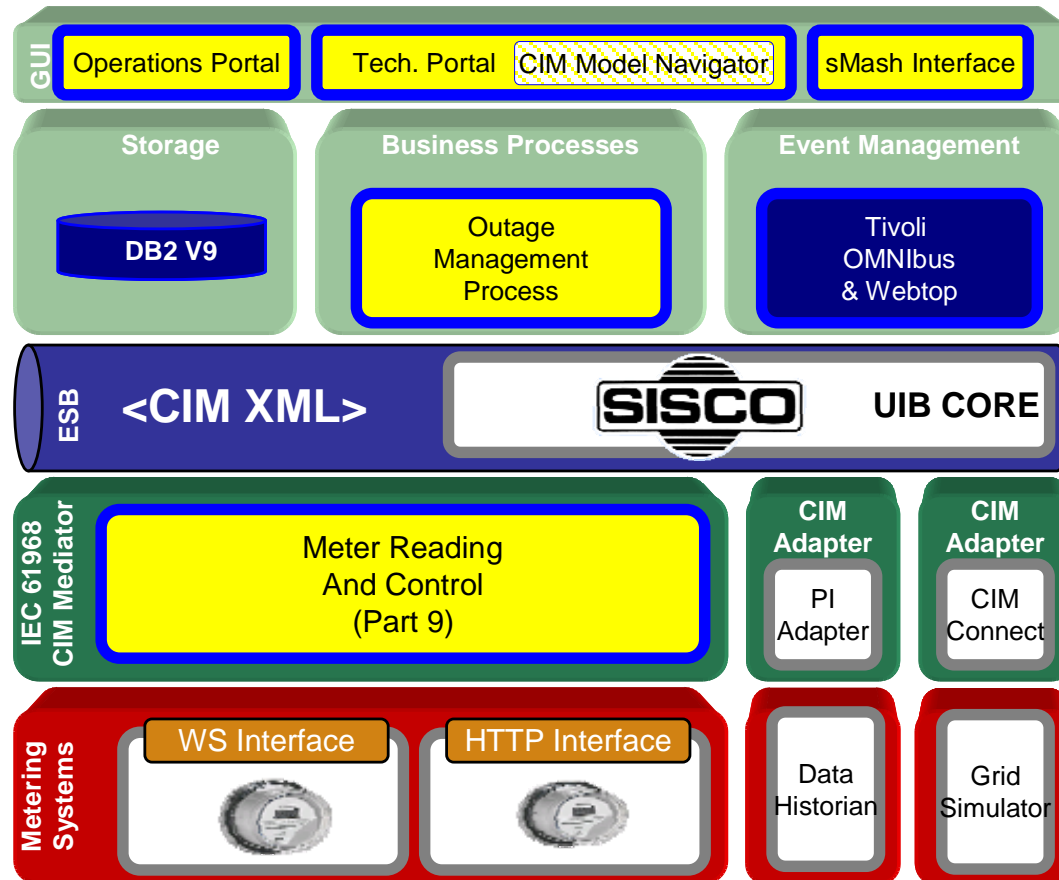 GUI
Operations Portal
Tech. Portal
CIM Model Navigator
sMash Interface
Storage
DB2 V9
Business Processes
Outage
Management
Process
Event Management
Tivoli
OMNIbus
& Webtop
ESB
<CIM XML>
SISCO
UIB CORE
IEC 61968
CIM Mediator
Meter Reading
And Control
(Part 9)
CIM
Adapter
PI
Adapter
CIM
Adapter
CIM
Connect
Metering
Systems
WS Interface
HTTP Interface
Data
Historian
Grid
Simulator